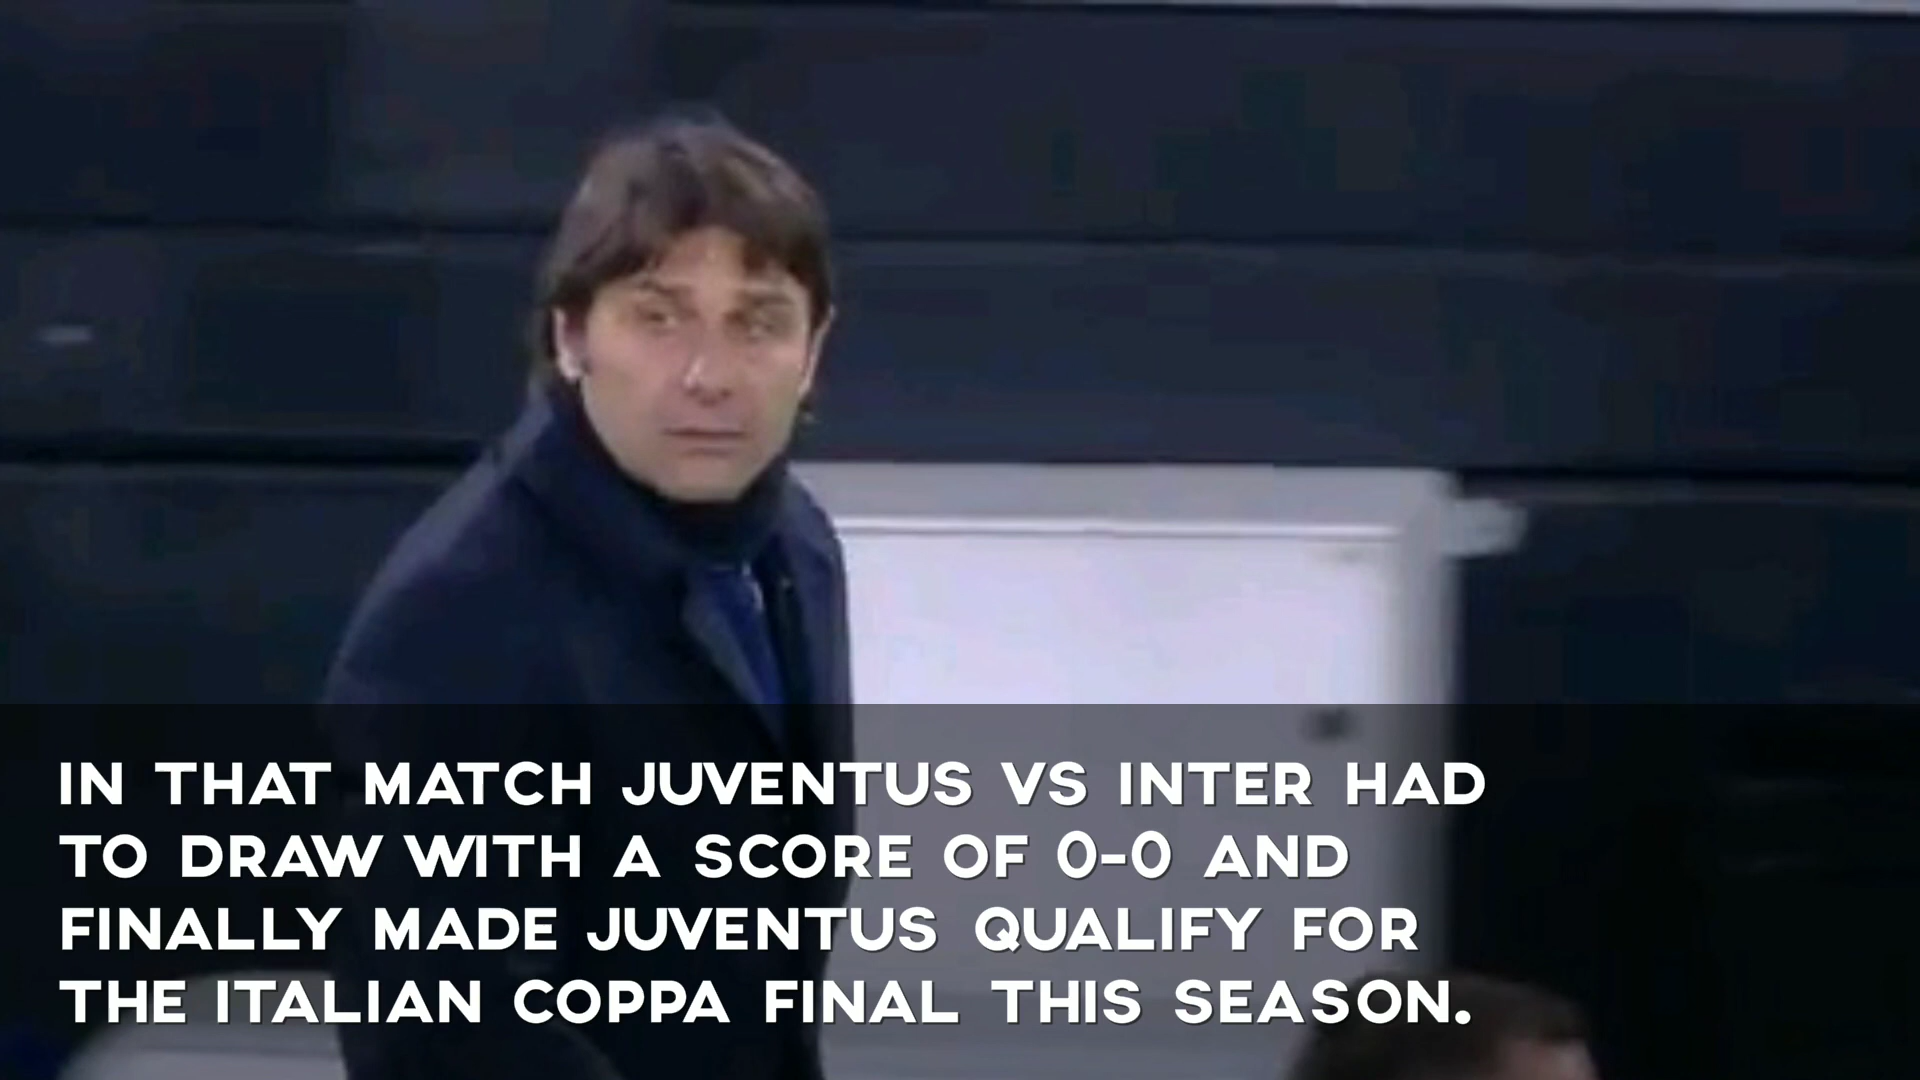 IN THAT MATCH JUVENTUS VS INTER HAD
TO DRAW WITH A SCORE OF 0-0 AND
FINALLY MADE JUVENTUS QUALIFY FOR
THE ITALIAN COPPA FINAL THIS SEASON.